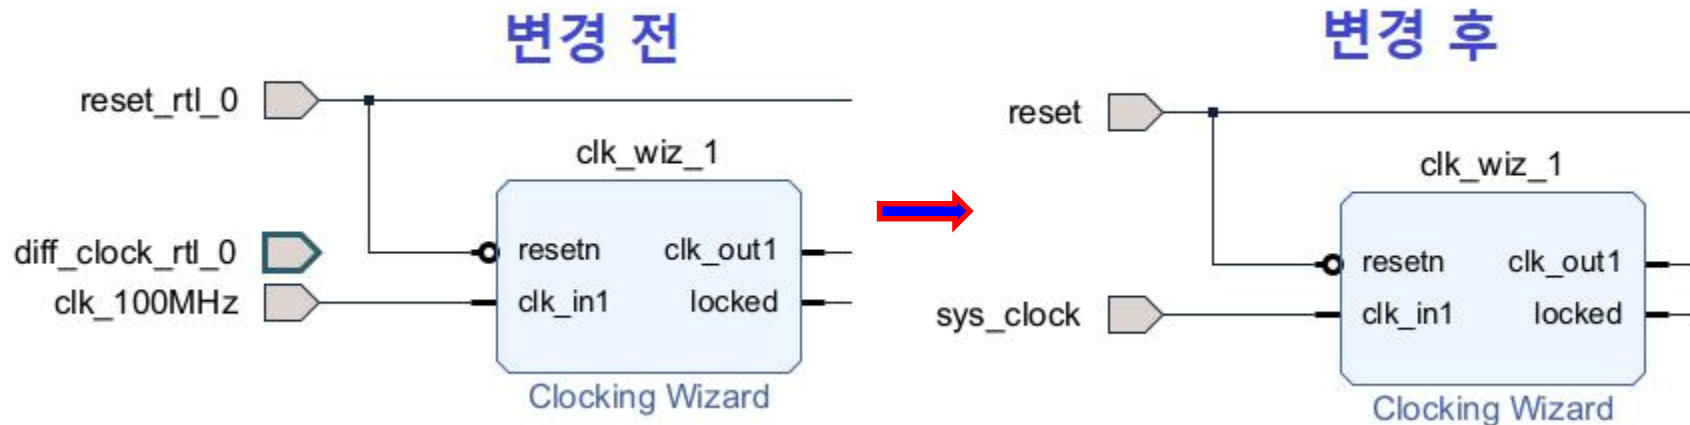 변경 전
reset_rtl_0
clk_wiz_1
diff_clock_rtl_0
resetn
clk_out1
clk_100MHz
clk_in1
locked
Clocking Wizard
변경 후
reset
clk_wiz_1
resetn
clk_out1
sys_clock
clk_in1
locked
Clocking Wizard